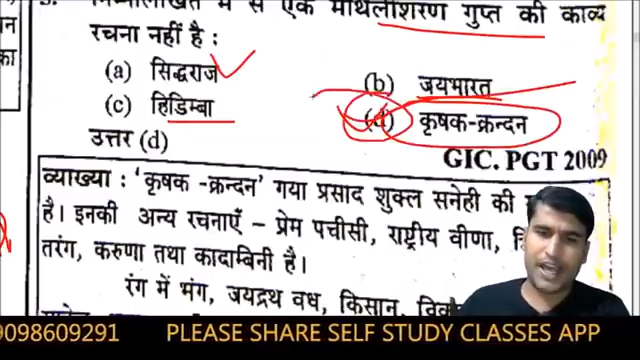 निम्नलिखित में से एक मैथिलीशरण गुप्त की काव्य
रचना नहीं है :
(a) सिद्धराज
(b) जयभारत
(c) हिडिम्बा
(d) कृषक-क्रन्दन
उत्तर (d)
GIC. PGT 2009
व्याख्या : 'कृषक -क्रन्दन' गया प्रसाद शुक्ल सनेही की
है। इनकी अन्य रचनाएँ – प्रेम पचीसी, राष्ट्रीय वीणा,
तरंग, करुणा तथा कादाम्बिनी है।
रंग में भंग, जयद्रथ वध, किसान,
9098609291 PLEASE SHARE SELF STUDY CLASSES APP